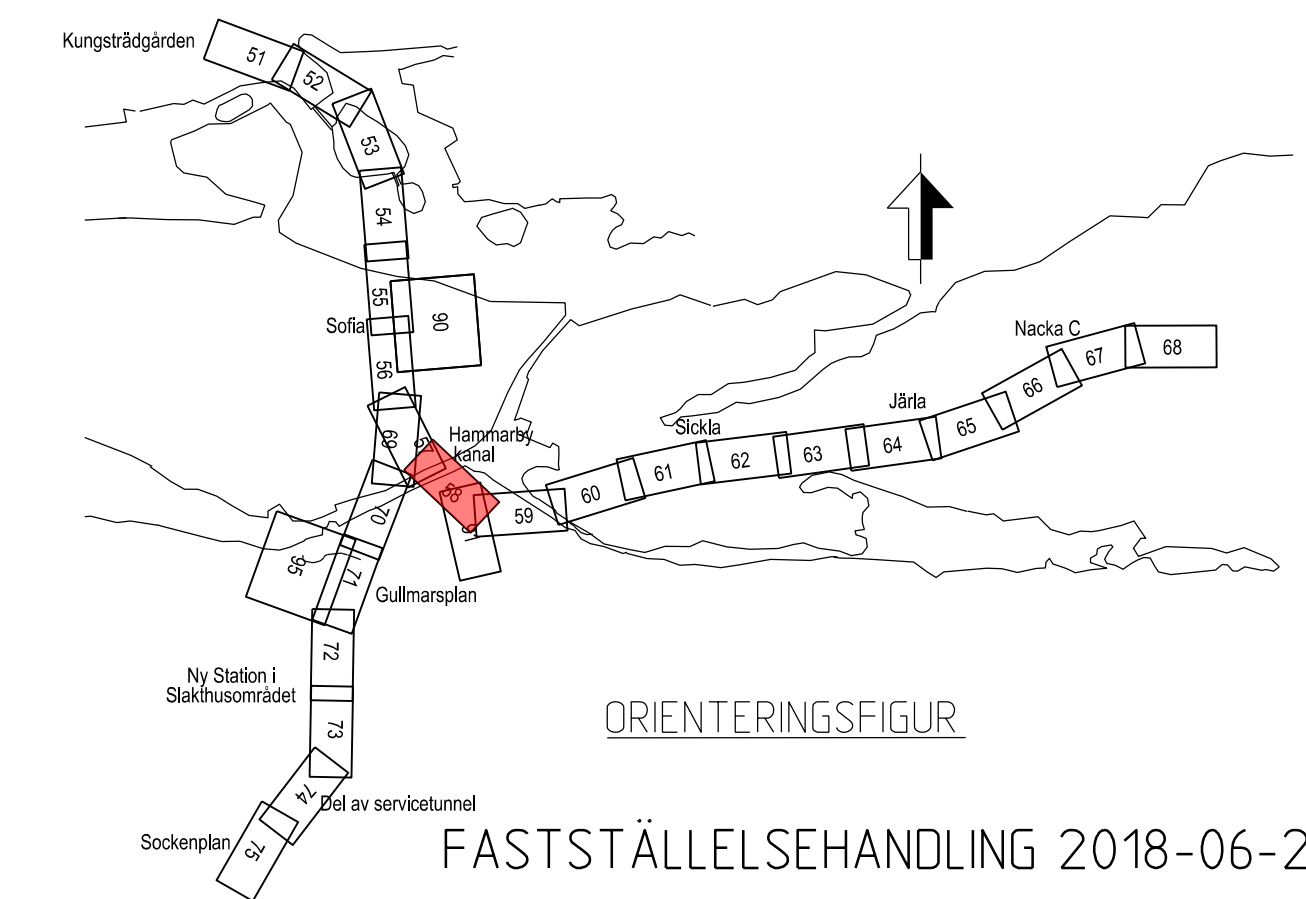 Kungsträdgården
51
52
53
54
55
Sofia
90
56
Nacka C
67
68
66
Järla
65
Sickla
64
63
62
61
60
59
Hammarby
kanal
69
58
70
95
71
Gullmarsplan
72
Ny Station i
Slakthusområdet
73
74
Del av servicetunnel
Sockenplan
75
ORIENTERINGSFIGUR
FASTSTÄLLELSEHANDLING 2018-06-2